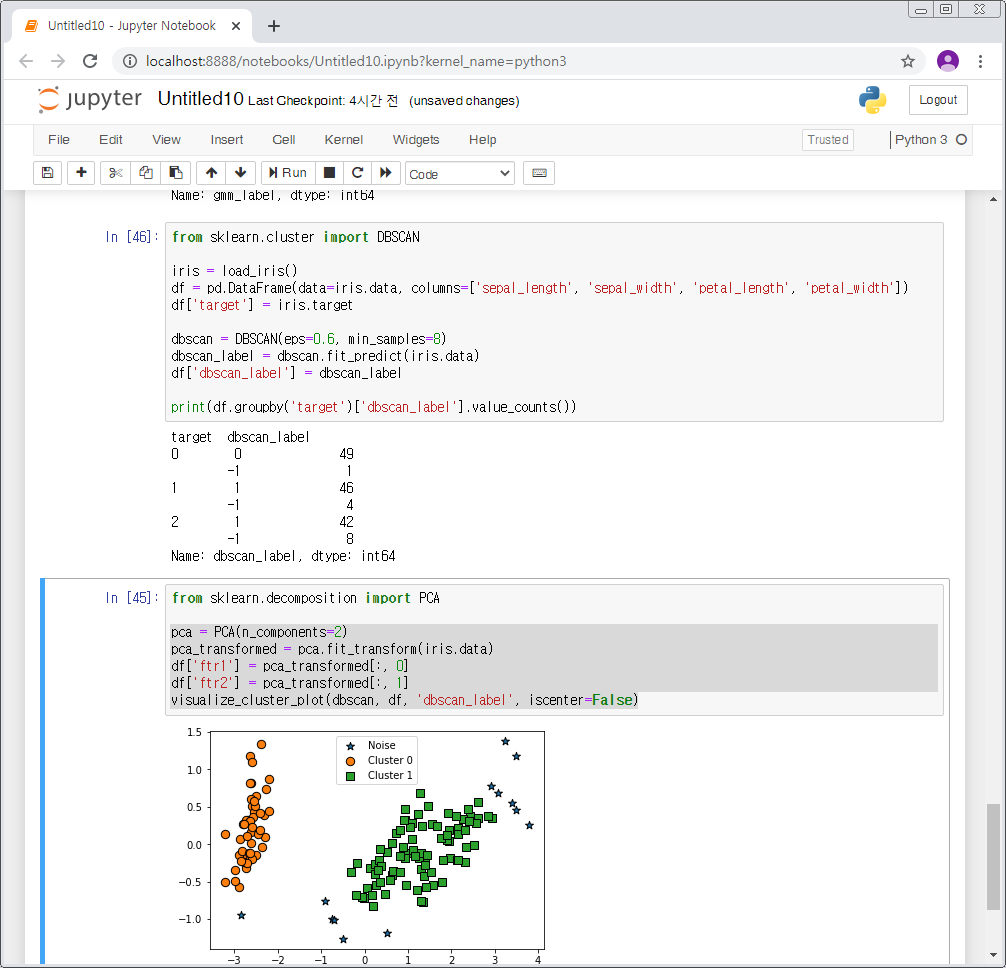 Untitled10 - Jupyter Notebook
localhost:8888/notebooks/Untitled10.ipynb?kernel_name=python3
jupyter Untitled10 Last Checkpoint: 4시간 전 (unsaved changes)
Logout
File Edit View Insert Cell Kernel Widgets Help
Trusted
Python 3
Run
Code
Name: gmm_label, dtype: int64
In [46]:
from sklearn.cluster import DBSCAN
iris = load_iris()
df = pd.DataFrame(data=iris.data, columns=['sepal_length', 'sepal_width', 'petal_length', 'petal_width'])
df['target'] = iris.target
dbscan = DBSCAN(eps=0.6, min_samples=8)
dbscan_label = dbscan.fit_predict(iris.data)
df['dbscan_label'] = dbscan_label
print(df.groupby('target')['dbscan_label'].value_counts())
target dbscan_label
0 0 49
-1 1
1 1 46
-1 4
2 1 42
-1 8
Name: dbscan_label, dtype: int64
In [45]:
from sklearn.decomposition import PCA
pca = PCA(n_components=2)
pca_transformed = pca.fit_transform(iris.data)
df['ftr1'] = pca_transformed[:, 0]
df['ftr2'] = pca_transformed[:, 1]
visualize_cluster_plot(dbscan, df, 'dbscan_label', iscenter=False)
1.5
1.0
0.5
0.0
−0.5
−1.0
Noise
Cluster 0
Cluster 1
−3 −2 −1 0 1 2 3 4